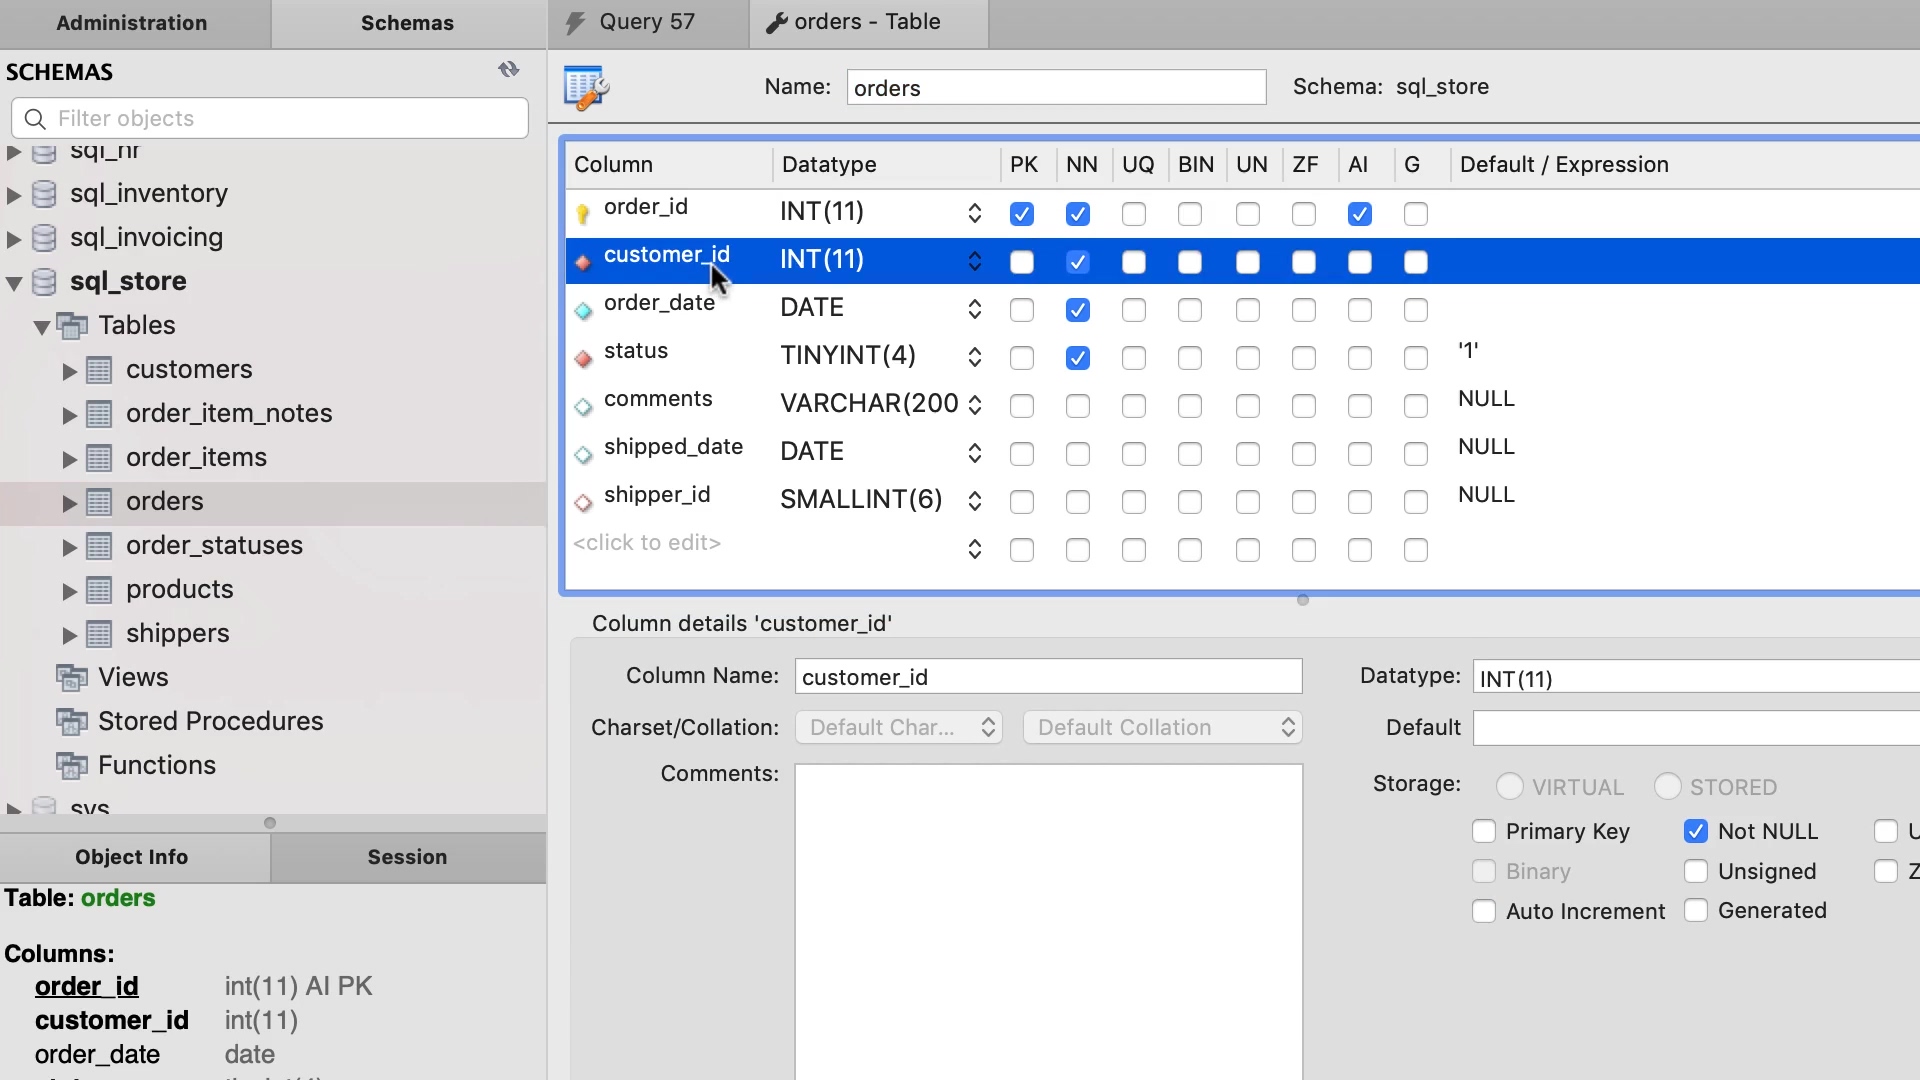 Administration
Schemas
Query 57
orders - Table
SCHEMAS
Filter objects
sql_hr
sql_inventory
sql_invoicing
sql_store
Tables
customers
order_item_notes
order_items
orders
order_statuses
products
shippers
Views
Stored Procedures
Functions
sys
Object Info
Session
Table: orders
Columns:
order_id int(11) AI PK
customer_id int(11)
order_date date
Name: orders
Schema: sql_store
Column Datatype PK NN UQ BIN UN ZF AI G Default / Expression
order_id INT(11)
customer_id INT(11)
order_date DATE
status TINYINT(4) '1'
comments VARCHAR(200 NULL
shipped_date DATE NULL
shipper_id SMALLINT(6) NULL
<click to edit>
Column details 'customer_id'
Column Name: customer_id
Datatype: INT(11)
Charset/Collation: Default Char... Default Collation
Default
Comments:
Storage: VIRTUAL STORED
Primary Key Not NULL U
Binary Unsigned Z
Auto Increment Generated